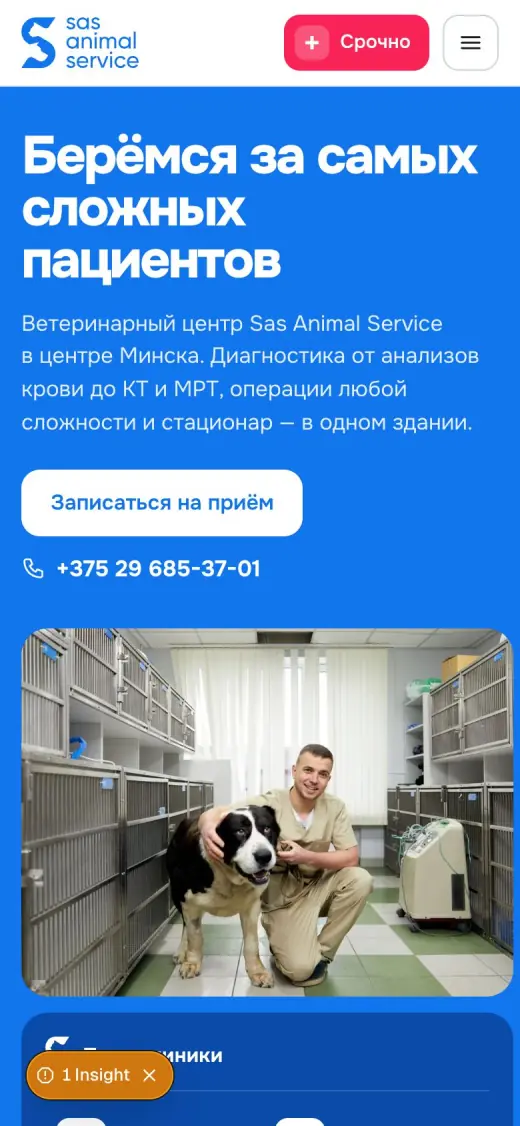 sas
animal
service
Срочно
Берёмся за самых
сложных
пациентов
Ветеринарный центр Sas Animal Service
в центре Минска. Диагностика от анализов
крови до КТ и МРТ, операции любой
сложности и стационар — в одном здании.
Записаться на приём
+375 29 685-37-01
1 Insight